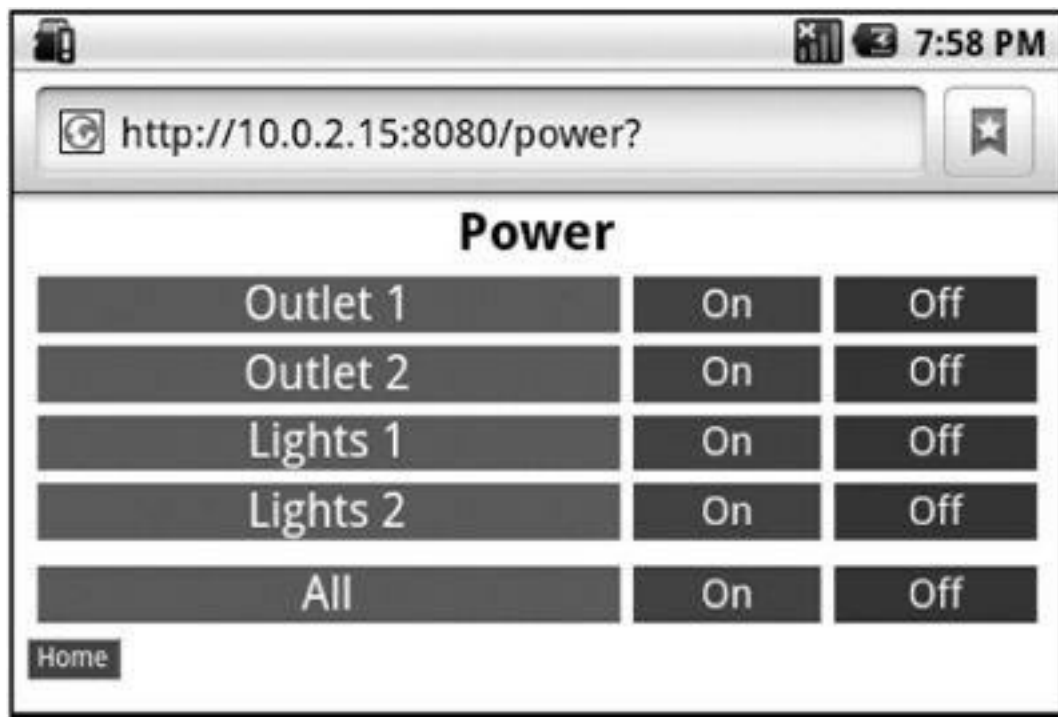 7:58 PM
http://10.0.2.15:8080/power?
Power
Outlet 1 On Off
Outlet 2 On Off
Lights 1 On Off
Lights 2 On Off
All On Off
Home